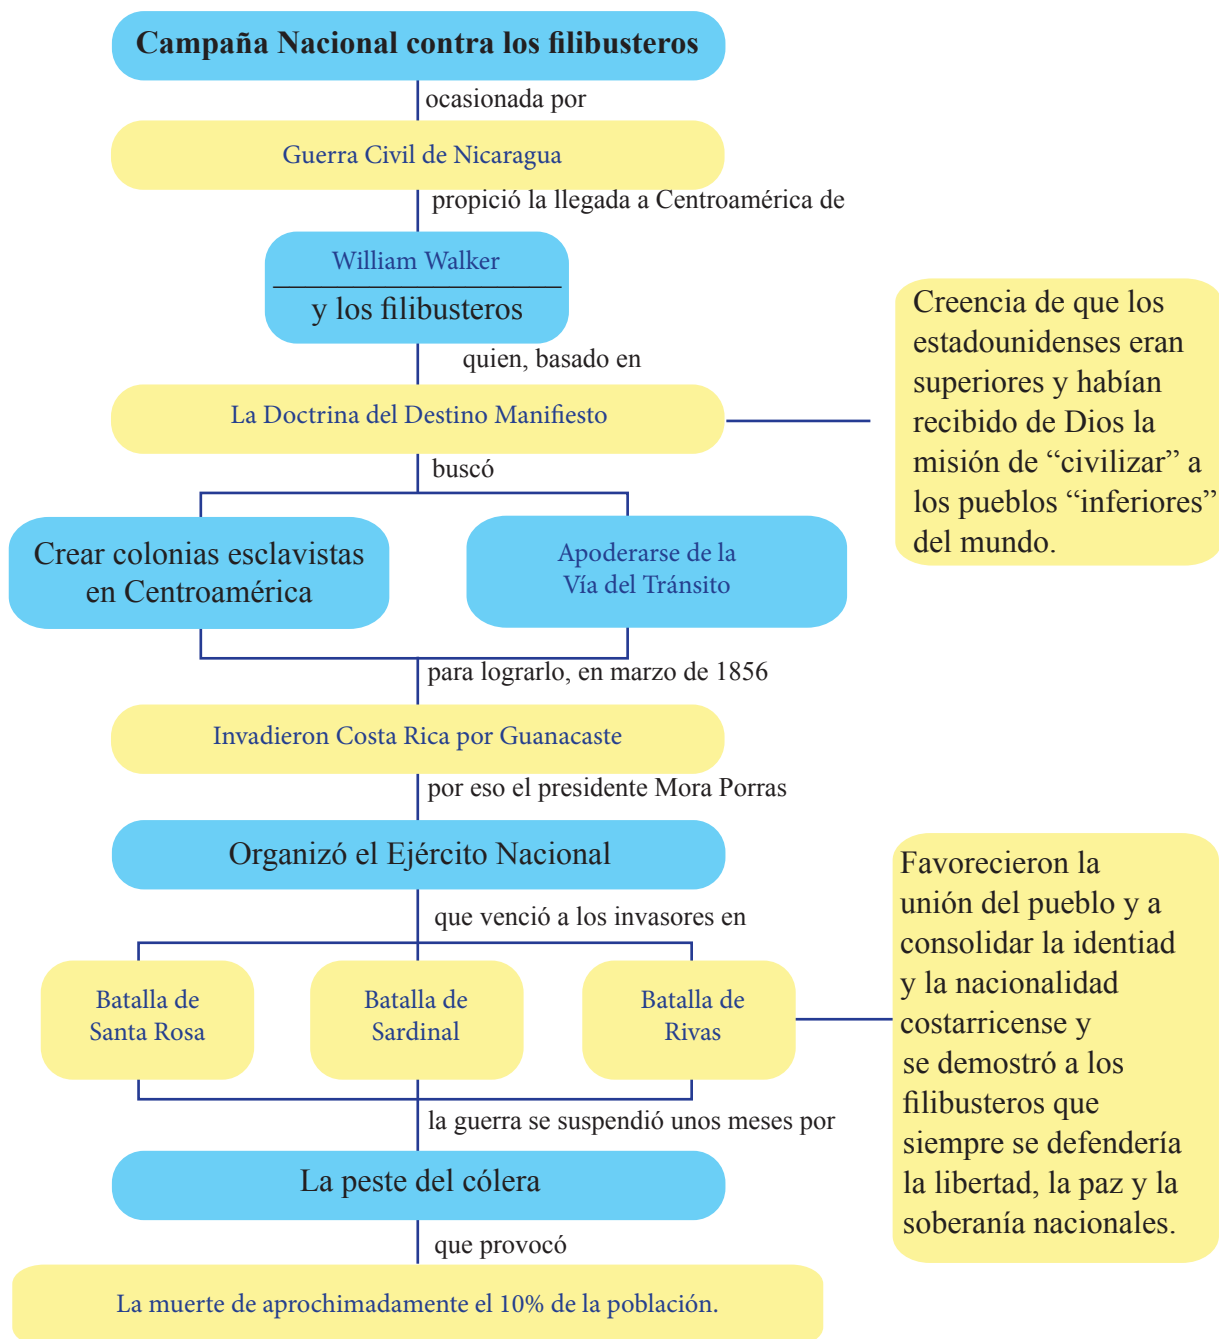 Campaña Nacional contra los filibusteros
ocasionada por
Guerra Civil de Nicaragua
propició la llegada a Centroamérica de
William Walker
y los filibusteros
quien, basado en
La Doctrina del Destino Manifiesto
Creencia de que los
estadounidenses eran
superiores y habían
recibido de Dios la
misión de “civilizar” a
los pueblos “inferiores”
del mundo.
buscó
Crear colonias esclavistas
en Centroamérica
Apoderarse de la
Vía del Tránsito
para lograrlo, en marzo de 1856
Invadieron Costa Rica por Guanacaste
por eso el presidente Mora Porras
Organizó el Ejército Nacional
que venció a los invasores en
Batalla de
Santa Rosa
Batalla de
Sardinal
Batalla de
Rivas
Favorecieron la
unión del pueblo y a
consolidar la identiad
y la nacionalidad
costarricense y
se demostró a los
filibusteros que
siempre se defendería
la libertad, la paz y la
soberanía nacionales.
la guerra se suspendió unos meses por
La peste del cólera
que provocó
La muerte de aprochimadamente el 10% de la población.